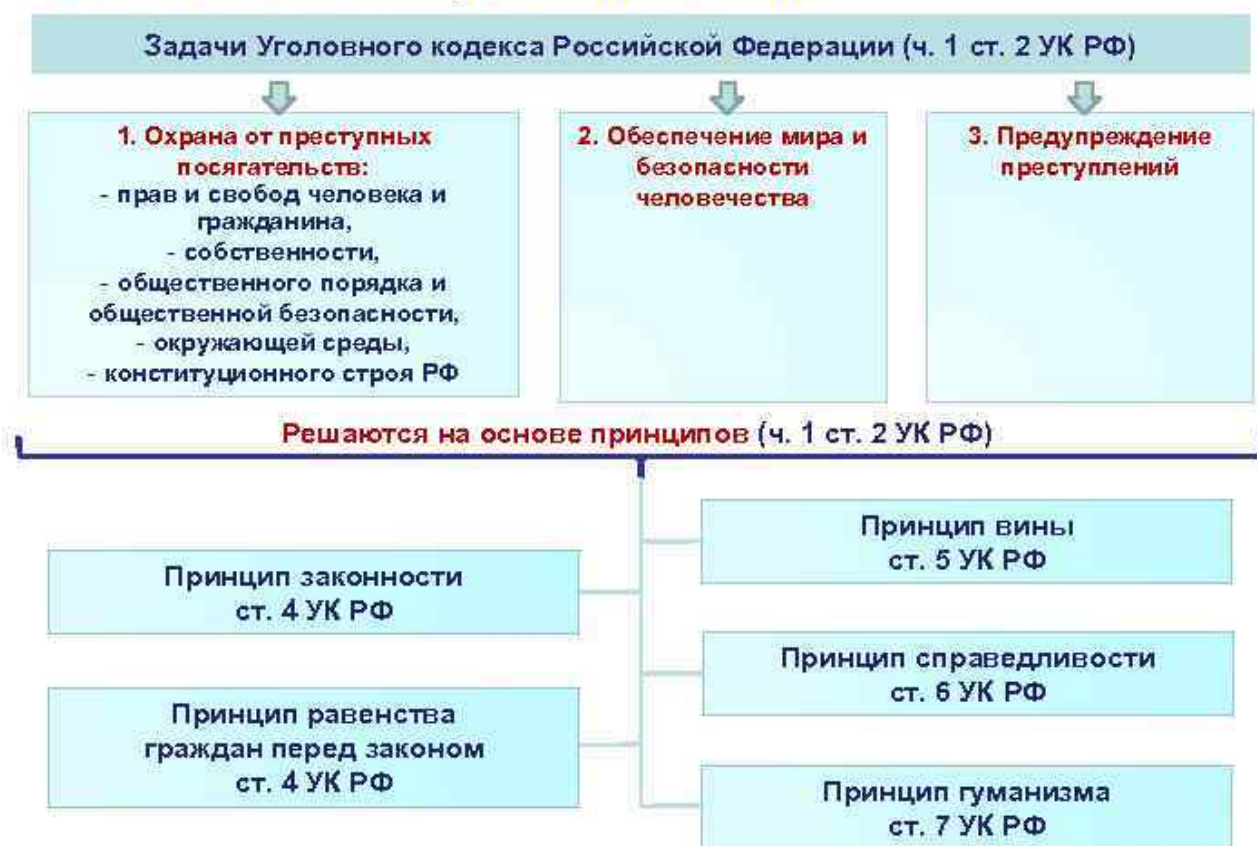 Задачи Уголовного кодекса Российской Федерации (ч. 1 ст. 2 УК РФ)
1. Охрана от преступных
посягательств:
- прав и свобод человека и
гражданина,
- собственности,
- общественного порядка и
общественной безопасности,
- окружающей среды,
- конституционного строя РФ
2. Обеспечение мира и
безопасности
человечества
3. Предупреждение
преступлений
Решаются на основе принципов (ч. 1 ст. 2 УК РФ)
Принцип законности
ст. 4 УК РФ
Принцип равенства
граждан перед законом
ст. 4 УК РФ
Принцип вины
ст. 5 УК РФ
Принцип справедливости
ст. 6 УК РФ
Принцип гуманизма
ст. 7 УК РФ